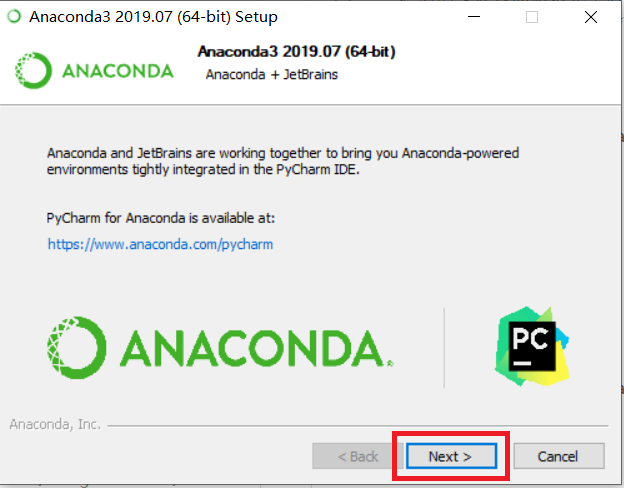 Anaconda3 2019.07 (64-bit) Setup
Anaconda3 2019.07 (64-bit)
Anaconda + JetBrains
ANACONDA
Anaconda and JetBrains are working together to bring you Anaconda-powered
environments tightly integrated in the PyCharm IDE.
PyCharm for Anaconda is available at:
https://www.anaconda.com/pycharm
ANACONDA®
PC
Anaconda, Inc.
< Back
Next >
Cancel